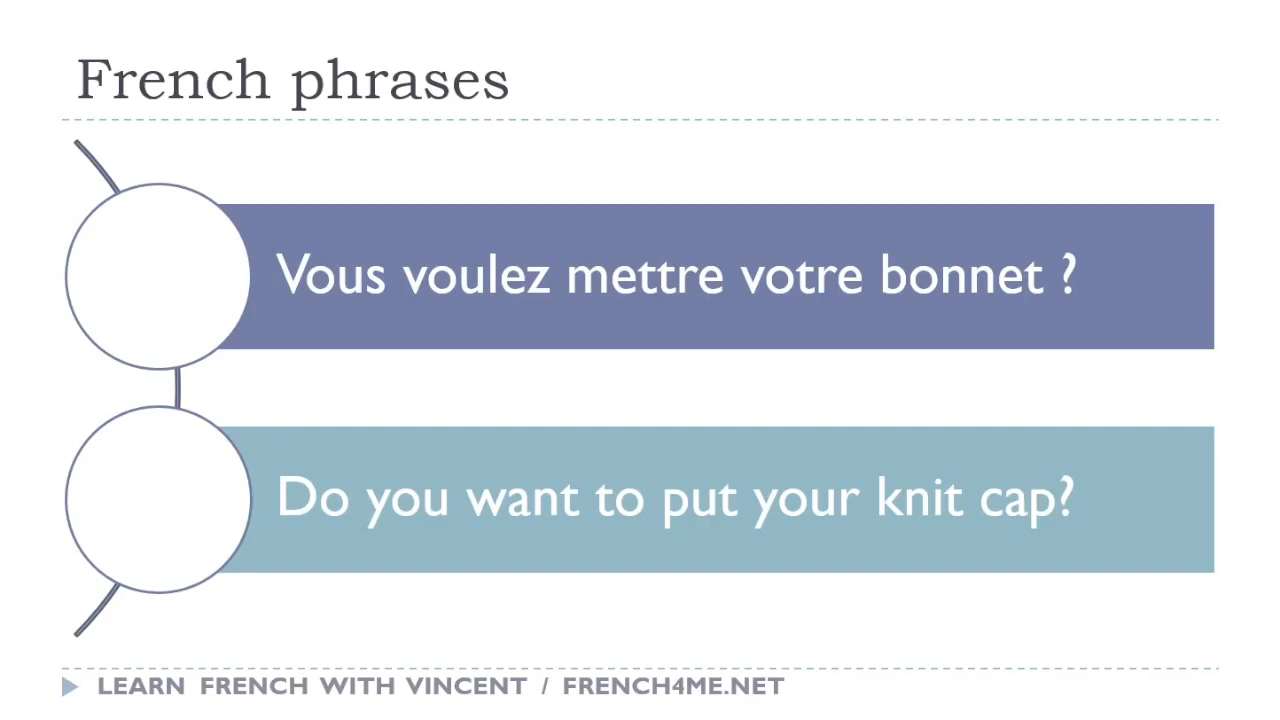 French phrases
Vous voulez mettre votre bonnet ?
Do you want to put your knit cap?
LEARN FRENCH WITH VINCENT / FRENCH4ME.NET